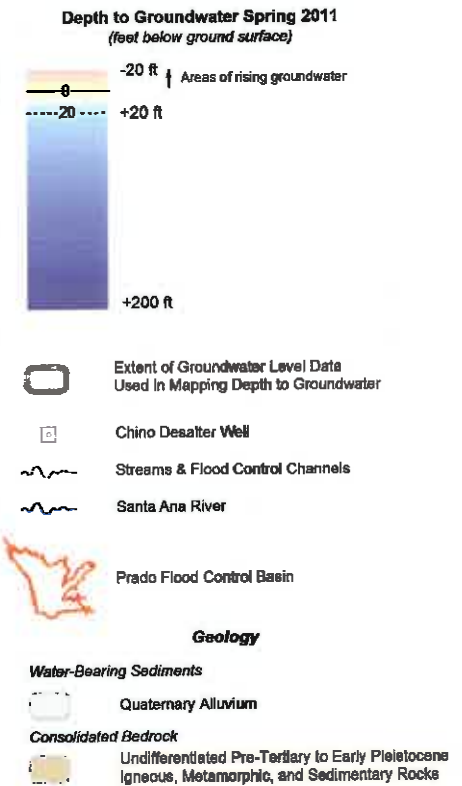 Depth to Groundwater Spring 2011
(feet below ground surface)
-20 ft
Areas of rising groundwater
0
20
+20 ft
+200 ft
Extent of Groundwater Level Data
Used in Mapping Depth to Groundwater
Chino Desalter Well
Streams & Flood Control Channels
Santa Ana River
Prado Flood Control Basin
Geology
Water-Bearing Sediments
Quaternary Alluvium
Consolidated Bedrock
Undifferentiated Pre-Tertiary to Early Pleistocene
Igneous, Metamorphic, and Sedimentary Rocks